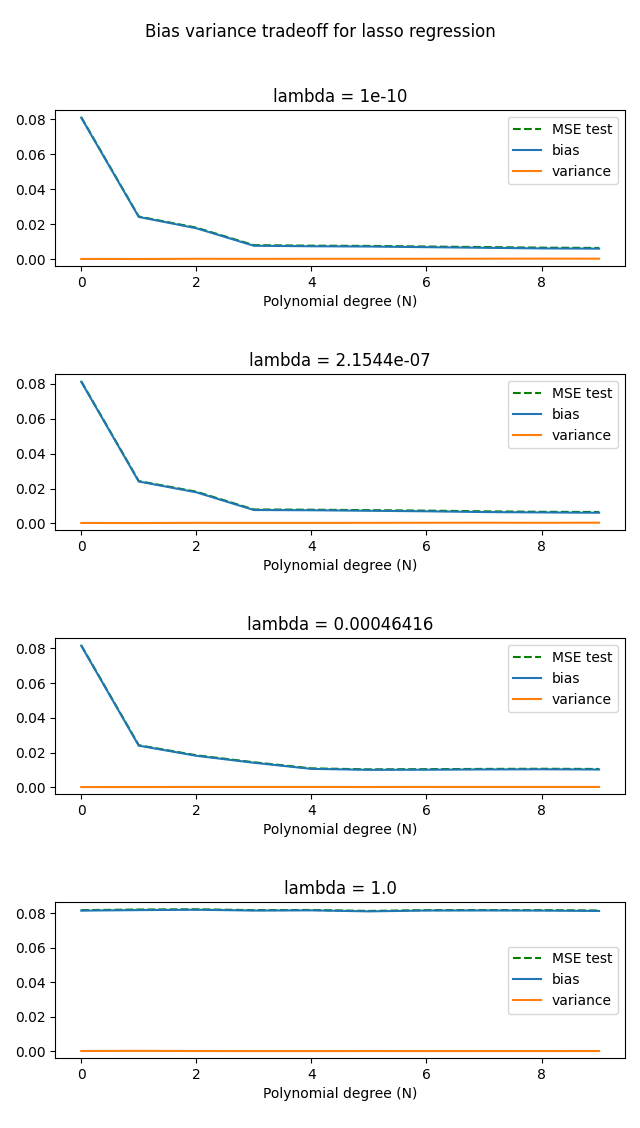 Bias variance tradeoff for lasso regression
lambda = 1e-10
0.08
0.06
0.04
0.02
0.00
MSE test
bias
variance
0 2 4 6 8
Polynomial degree (N)
lambda = 2.1544e-07
0.08
0.06
0.04
0.02
0.00
MSE test
bias
variance
0 2 4 6 8
Polynomial degree (N)
lambda = 0.00046416
0.08
0.06
0.04
0.02
0.00
MSE test
bias
variance
0 2 4 6 8
Polynomial degree (N)
lambda = 1.0
0.08
0.06
0.04
0.02
0.00
MSE test
bias
variance
0 2 4 6 8
Polynomial degree (N)